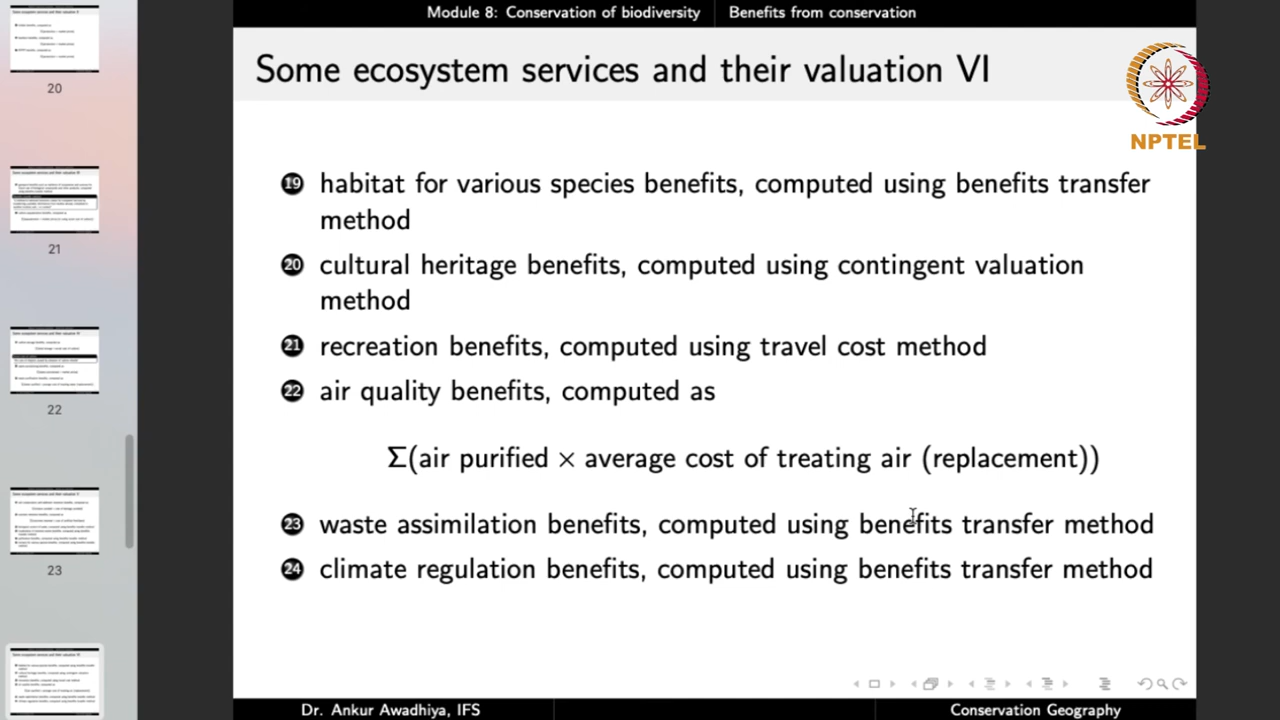 Module 8: Conservation of biodiversity Benefits from conservation
Some ecosystem services and their valuation VI
NPTEL
19 habitat for various species benefits, computed using benefits transfer
method
20 cultural heritage benefits, computed using contingent valuation
method
21 recreation benefits, computed using travel cost method
22 air quality benefits, computed as
Σ(air purified × average cost of treating air (replacement))
23 waste assimilation benefits, computed using benefits transfer method
24 climate regulation benefits, computed using benefits transfer method
Dr. Ankur Awadhiya, IFS Conservation Geography
20
21
22
23